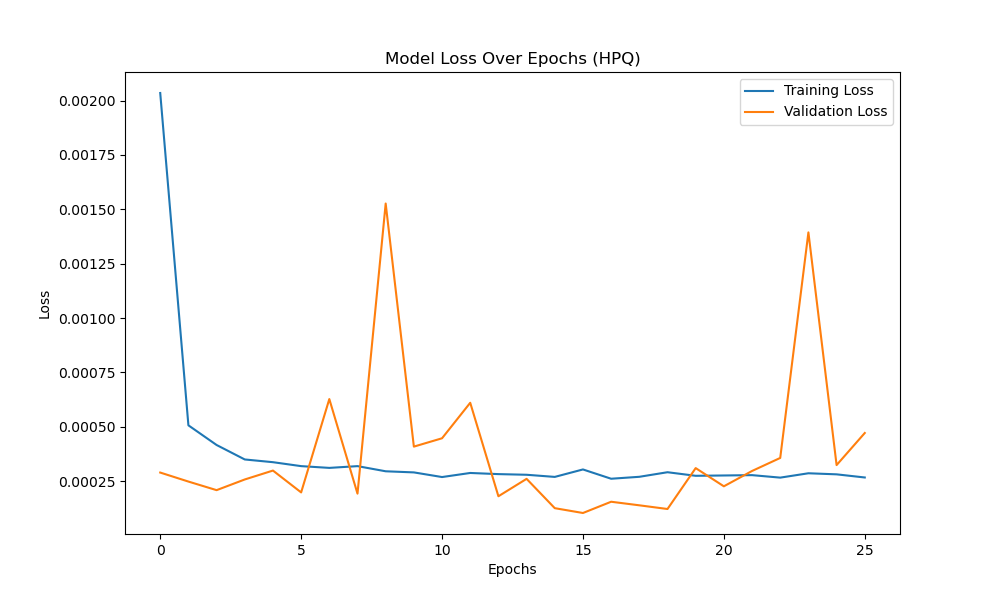 Model Loss Over Epochs (HPQ)
Training Loss
Validation Loss
0.00200
0.00175
0.00150
0.00125
0.00100
0.00075
0.00050
0.00025
Loss
0 5 10 15 20 25
Epochs